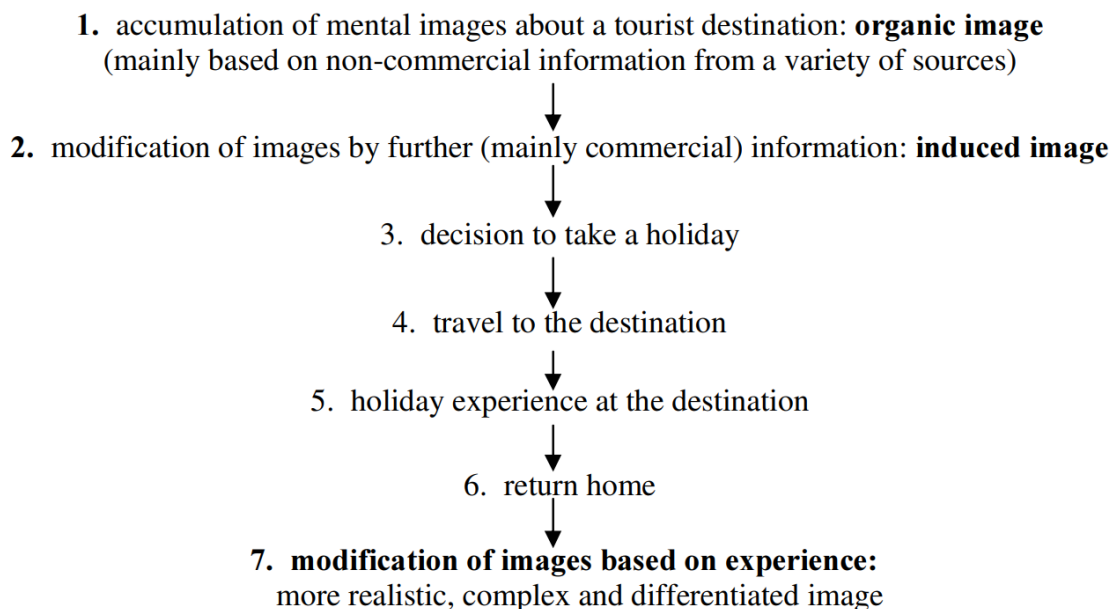 1. accumulation of mental images about a tourist destination: organic image
(mainly based on non-commercial information from a variety of sources)
2. modification of images by further (mainly commercial) information: induced image
3. decision to take a holiday
4. travel to the destination
5. holiday experience at the destination
6. return home
7. modification of images based on experience:
more realistic, complex and differentiated image